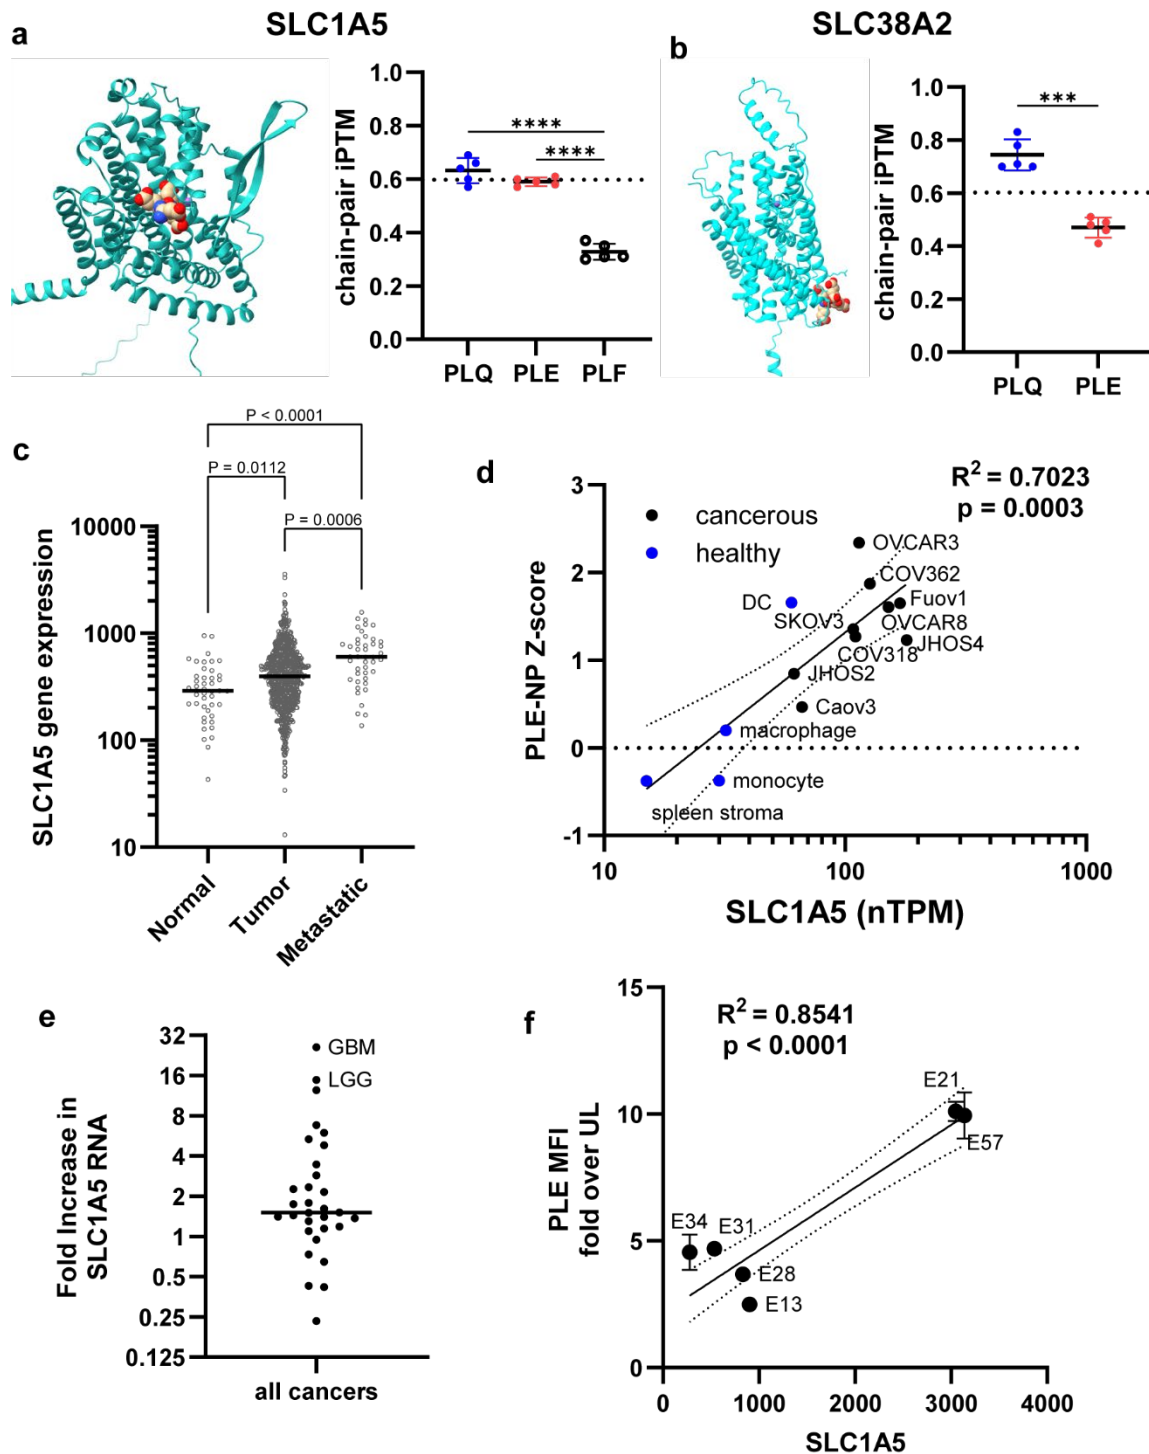 a
SLC1A5
chain-pair iPTM
1.0
0.8
0.6
0.4
0.2
0.0
****
****
PLQ PLE PLF
b
SLC38A2
chain-pair iPTM
1.0
0.8
0.6
0.4
0.2
0.0
***
PLQ PLE
c
P < 0.0001
P = 0.0112
P = 0.0006
SLC1A5 gene expression
10000
1000
100
10
Normal
Tumor
Metastatic
d
R² = 0.7023
p = 0.0003
cancerous
healthy
PLE-NP Z-score
3
2
1
0
-1
OVCAR3
COV362
DC
Fuov1
SKOV3
OVCAR8
JHOS4
COV318
JHOS2
Caov3
macrophage
monocyte
spleen stroma
10 100 1000
SLC1A5 (nTPM)
e
Fold Increase in
SLC1A5 RNA
32
16
8
4
2
1
0.5
0.25
0.125
GBM
LGG
all cancers
f
R² = 0.8541
p < 0.0001
PLE MFI
fold over UL
15
10
5
0
E21
E57
E34
E31
E28
E13
0 1000 2000 3000 4000
SLC1A5